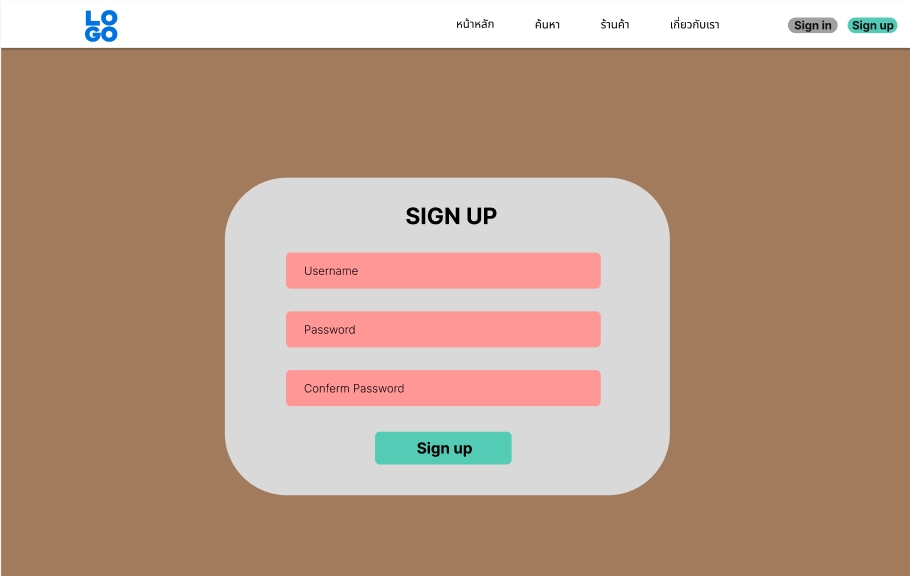 LO
GO
หน้าหลัก ค้นหา ร้านค้า เกี่ยวกับเรา Sign in Sign up
SIGN UP
Username
Password
Conferm Password
Sign up